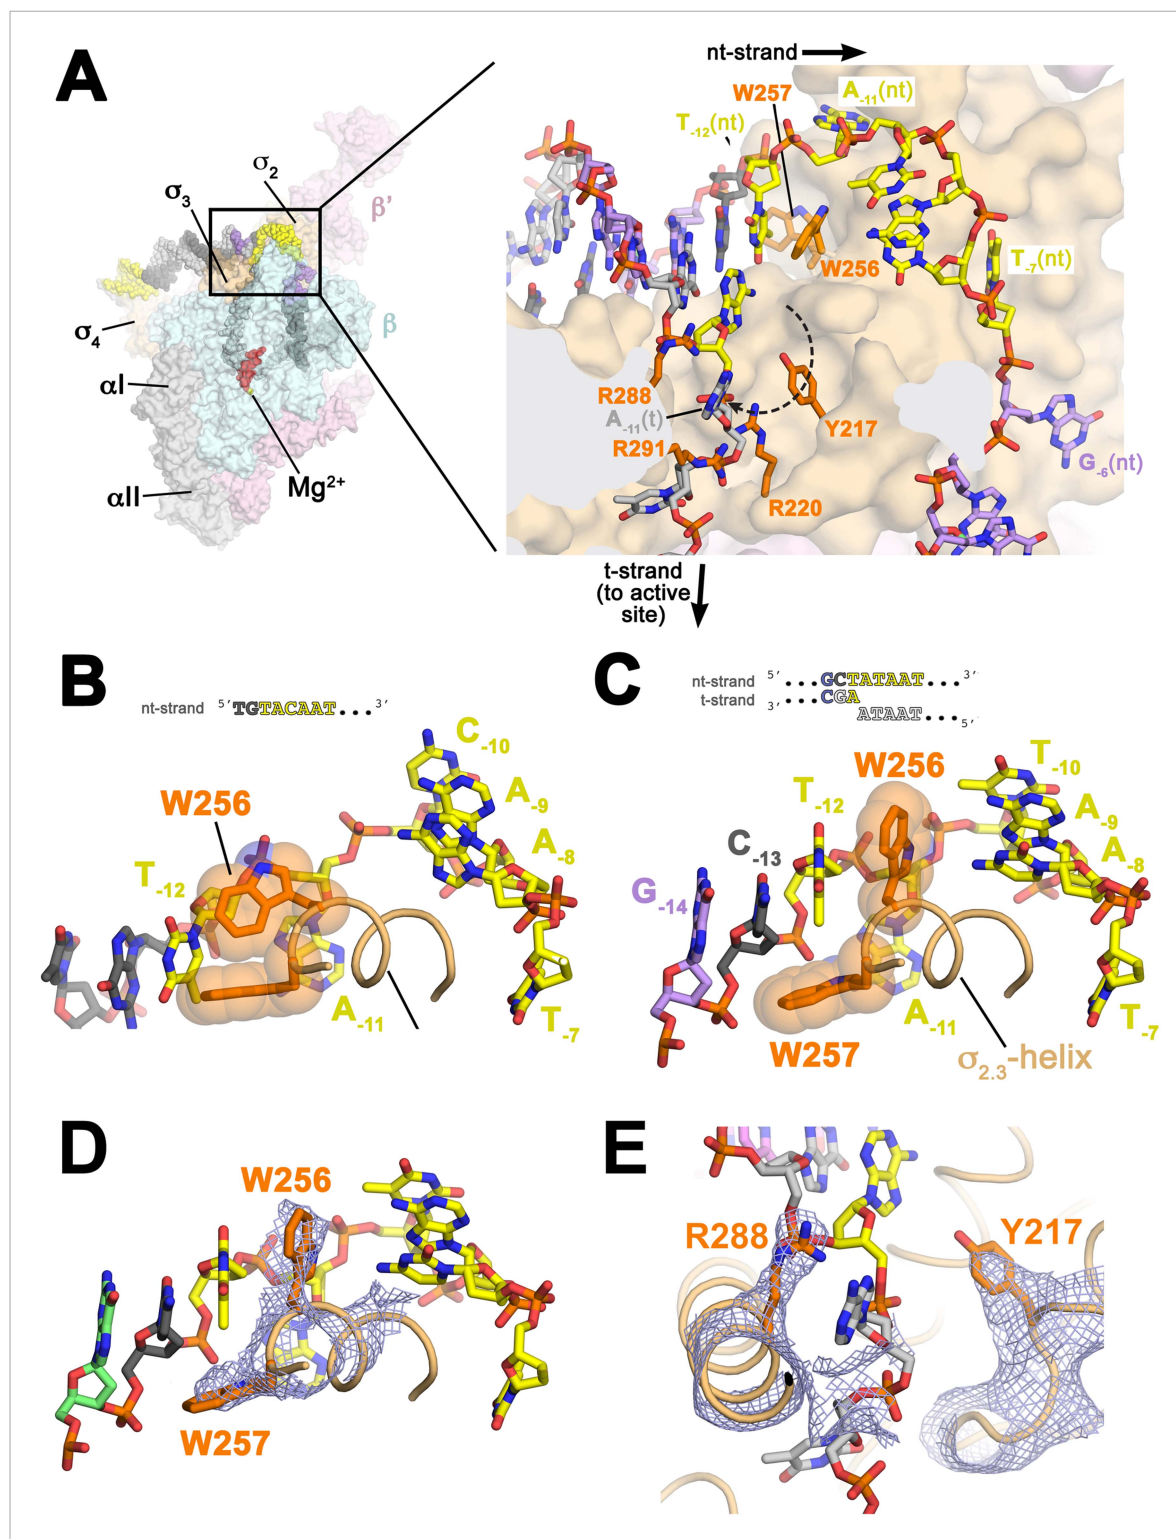 A
σ2
σ3
β'
β
σ4
αI
αII
Mg2+
nt-strand
W257
A-11(nt)
T-12(nt)
W256
T-7(nt)
R288
A-11(t)
Y217
R291
G-6(nt)
R220
t-strand
(to active
site)
B
nt-strand 5' TGTACAAT... 3'
C-10
A-9
W256
A-8
T-12
A-11
T-7
C
nt-strand 5' ...GCTATAAT... 3'
t-strand 3' ...CGA
ATAAT... 5'
W256
T-10
T-12
A-9
C-13
A-8
G-14
A-11
T-7
W257
σ2.3-helix
D
W256
W257
E
R288
Y217